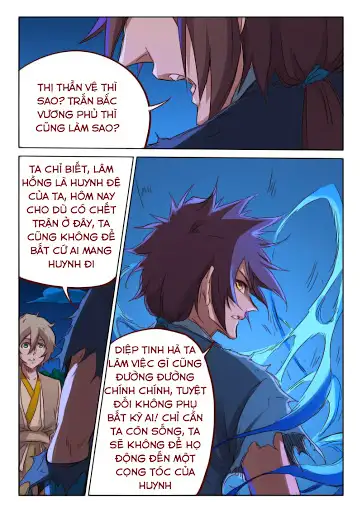 THỊ THẦN VỆ THÌ
SAO? TRẤN BẮC
VƯƠNG PHỦ THÌ
CŨNG LÀM SAO?
TA CHỈ BIẾT, LÂM
HỒNG LÀ HUYNH ĐỆ
CỦA TA, HÔM NAY
CHO DÙ CÓ CHẾT
TRẬN Ở ĐÂY, TA
CŨNG KHÔNG ĐỂ
BẤT CỨ AI MANG
HUYNH ĐI
DIỆP TINH HÀ TA
LÀM VIỆC GÌ CŨNG
ĐƯỜNG ĐƯỜNG
CHÍNH CHÍNH, TUYỆT
ĐỐI KHÔNG PHỤ
BẤT KỲ AI! CHỈ CẦN
TA CÒN SỐNG, TA
SẼ KHÔNG ĐỂ HỌ
ĐỘNG ĐẾN MỘT
CỌNG TÓC CỦA
HUYNH